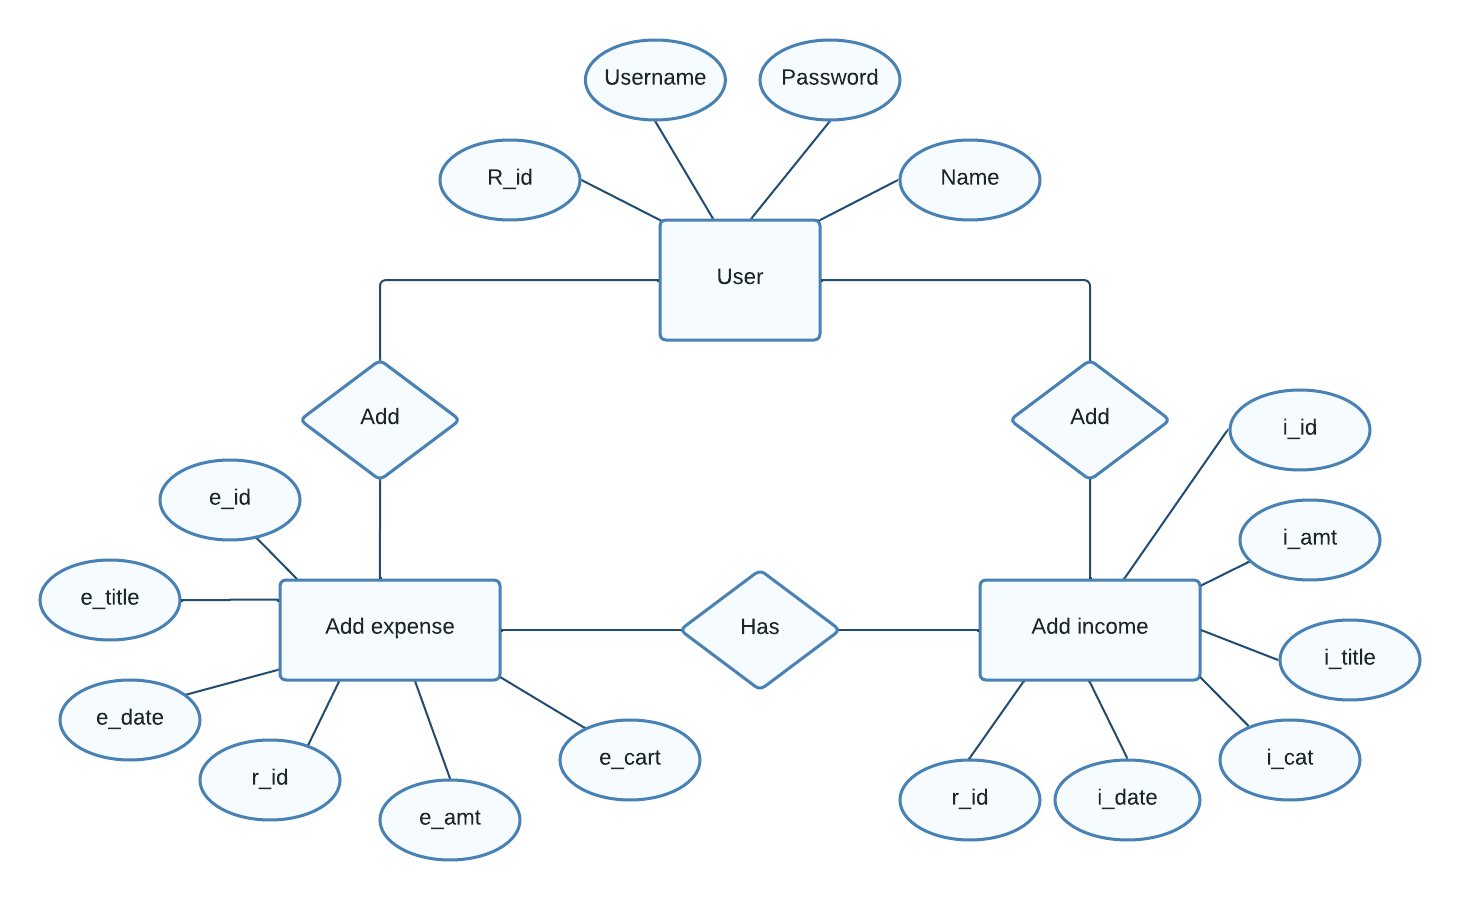 Username
Password
R_id
Name
User
Add
Add
i_id
e_id
i_amt
e_title
Add expense
Has
Add income
i_title
e_date
r_id
e_amt
e_cart
r_id
i_date
i_cat